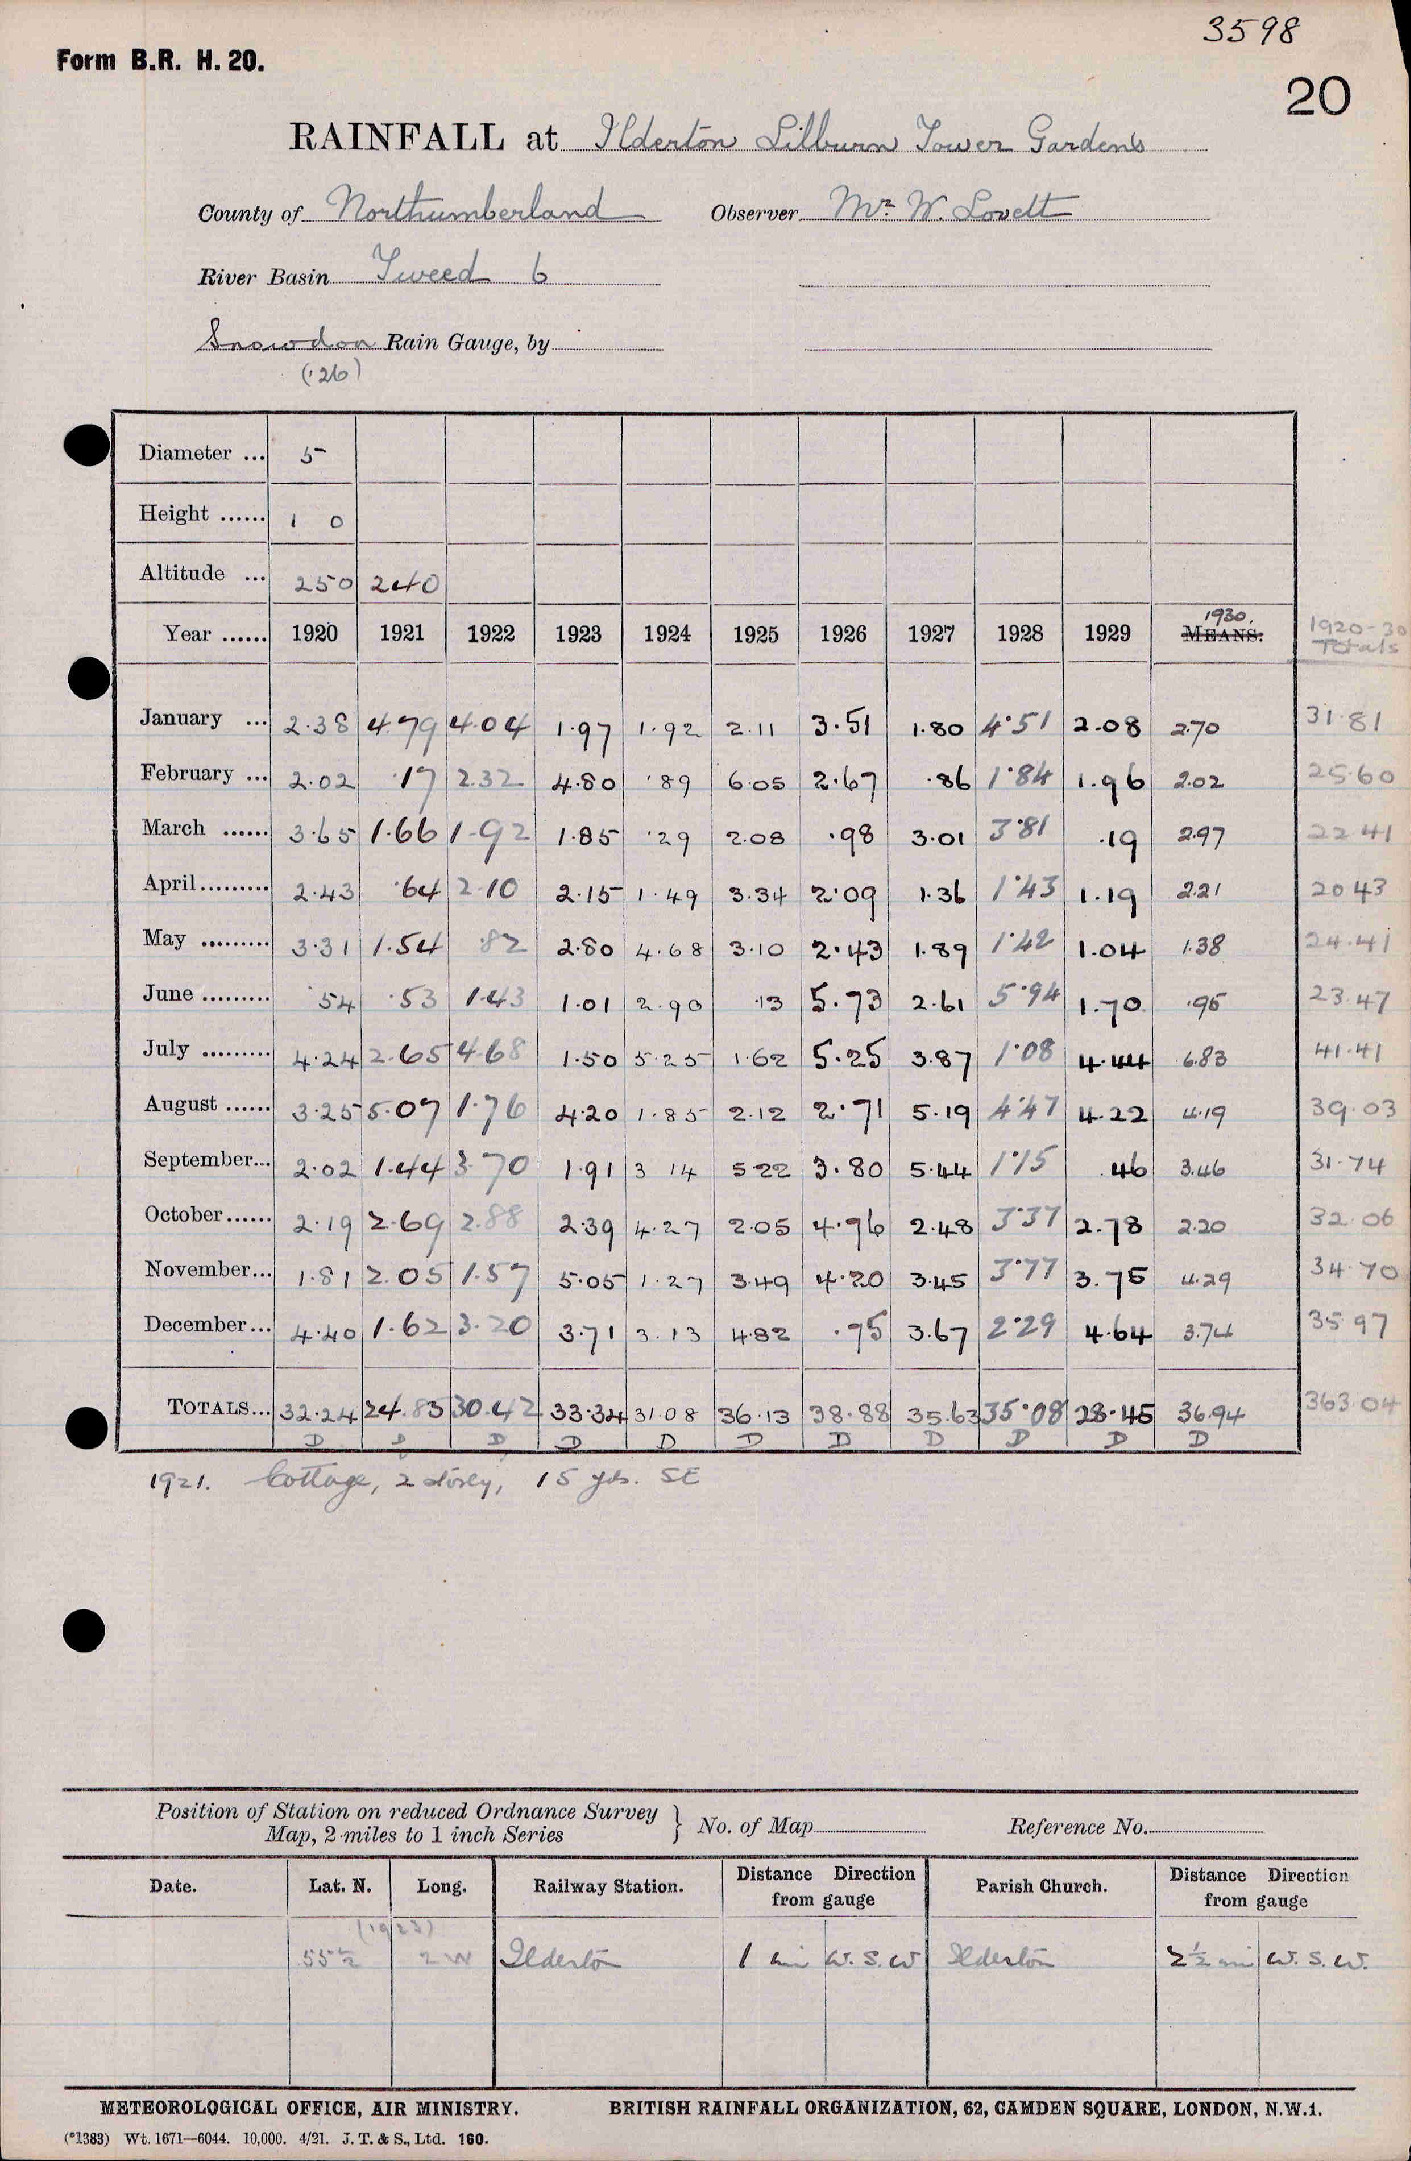 3598
Form B.R. H. 20.
20
RAINFALL at Ilderton Lilburn Tower Gardens
County of Northumberland Observer Mr. W. Lovett
River Basin Tweed 6
Snowdon Rain Gauge, by
('26)
Diameter ... 5
Height ...... 1 0
Altitude ... 250 240
1930. 1920-30
Year ...... 1920 1921 1922 1923 1924 1925 1926 1927 1928 1929 MEANS. Totals
January ... 2.38 4.79 4.04 1.97 1.92 2.11 3.51 1.80 4.51 2.08 2.70 31.81
February ... 2.02 .17 2.32 4.80 .89 6.05 2.67 .86 1.84 1.96 2.02 25.60
March ...... 3.65 1.66 1.92 1.85 .29 2.08 .98 3.01 3.81 .19 2.97 22.41
April......... 2.43 .64 2.10 2.15 1.49 3.34 2.09 1.36 1.43 1.19 2.21 20.43
May ......... 3.31 1.54 .82 2.80 4.68 3.10 2.43 1.89 1.42 1.04 1.38 24.41
June ......... .54 .53 1.43 1.01 2.90 .13 5.73 2.61 5.94 1.70 .95 23.47
July ......... 4.24 2.65 4.68 1.50 5.25 1.62 5.25 3.87 1.08 4.44 6.83 41.41
August ...... 3.25 5.07 1.76 4.20 1.85 2.12 2.71 5.19 4.47 4.22 4.19 39.03
September... 2.02 1.44 3.70 1.91 3 14 5.22 3.80 5.44 1.15 .46 3.46 31.74
October...... 2.19 2.69 2.88 2.39 4.27 2.05 4.96 2.48 3.37 2.78 2.20 32.06
November... 1.81 2.05 1.57 5.05 1.27 3.49 4.20 3.45 3.77 3.75 4.29 34.70
December... 4.40 1.62 3.20 3.71 3.13 4.82 .75 3.67 2.29 4.64 3.74 35.97
TOTALS... 32.24 24.85 30.42 33.34 31.08 36.13 38.88 35.63 35.08 28.45 36.94 363.04
D D D D D D D D D D D
1921. Cottage, 2 storey, 15 yds. SE
Position of Station on reduced Ordnance Survey
Map, 2 miles to 1 inch Series } No. of Map Reference No.
Date. Lat. N. Long. Railway Station. Distance Direction from gauge Parish Church. Distance Direction from gauge
(1923)
55½ 2 W Ilderton 1 mi W. S. W Ilderton 2½ mi W. S. W.
METEOROLOGICAL OFFICE, AIR MINISTRY. BRITISH RAINFALL ORGANIZATION, 62, CAMDEN SQUARE, LONDON, N.W.1.
(*1383) Wt. 1671—6044. 10,000. 4/21. J. T. & S., Ltd. 160.